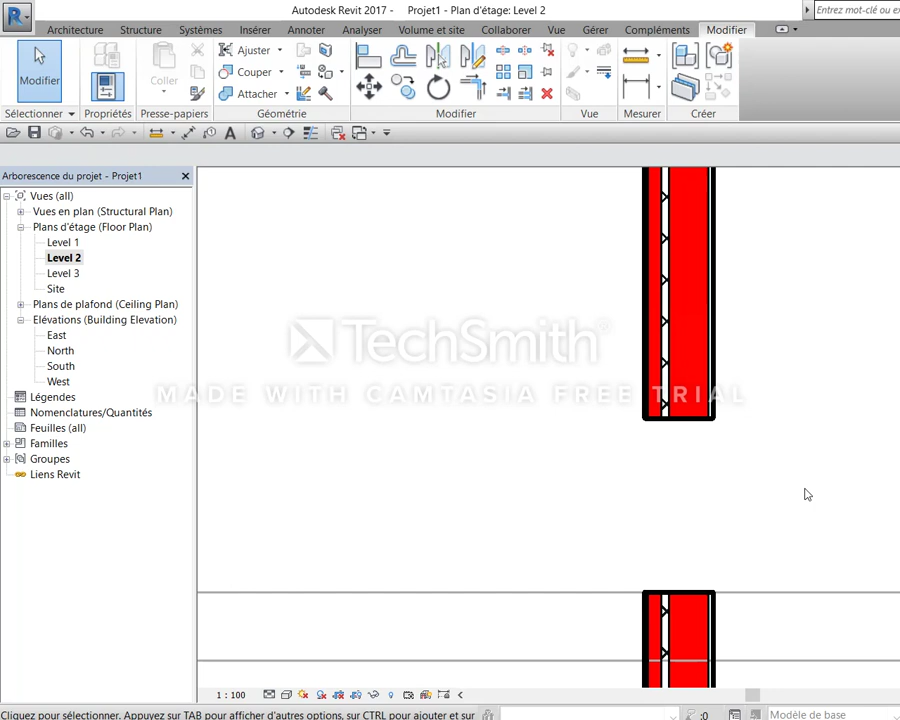 Autodesk Revit 2017 - Projet1 - Plan d'étage: Level 2
Entrez mot-clé ou ex
R
Architecture Structure Systèmes Insérer Annoter Analyser Volume et site Collaborer Vue Gérer Compléments Modifier
Modifier
Coller
Ajuster
Couper
Attacher
Sélectionner Propriétés Presse-papiers Géométrie Modifier Vue Mesurer Créer
Arborescence du projet - Projet1
Vues (all)
Vues en plan (Structural Plan)
Plans d'étage (Floor Plan)
Level 1
Level 2
Level 3
Site
Plans de plafond (Ceiling Plan)
Elévations (Building Elevation)
East
North
South
West
Légendes
Nomenclatures/Quantités
Feuilles (all)
Familles
Groupes
Liens Revit
TechSmith®
MADE WITH CAMTASIA FREE TRIAL
1 : 100
Cliquez pour sélectionner. Appuyez sur TAB pour afficher d'autres options, sur CTRL pour ajouter et sur
:0
Modèle de base